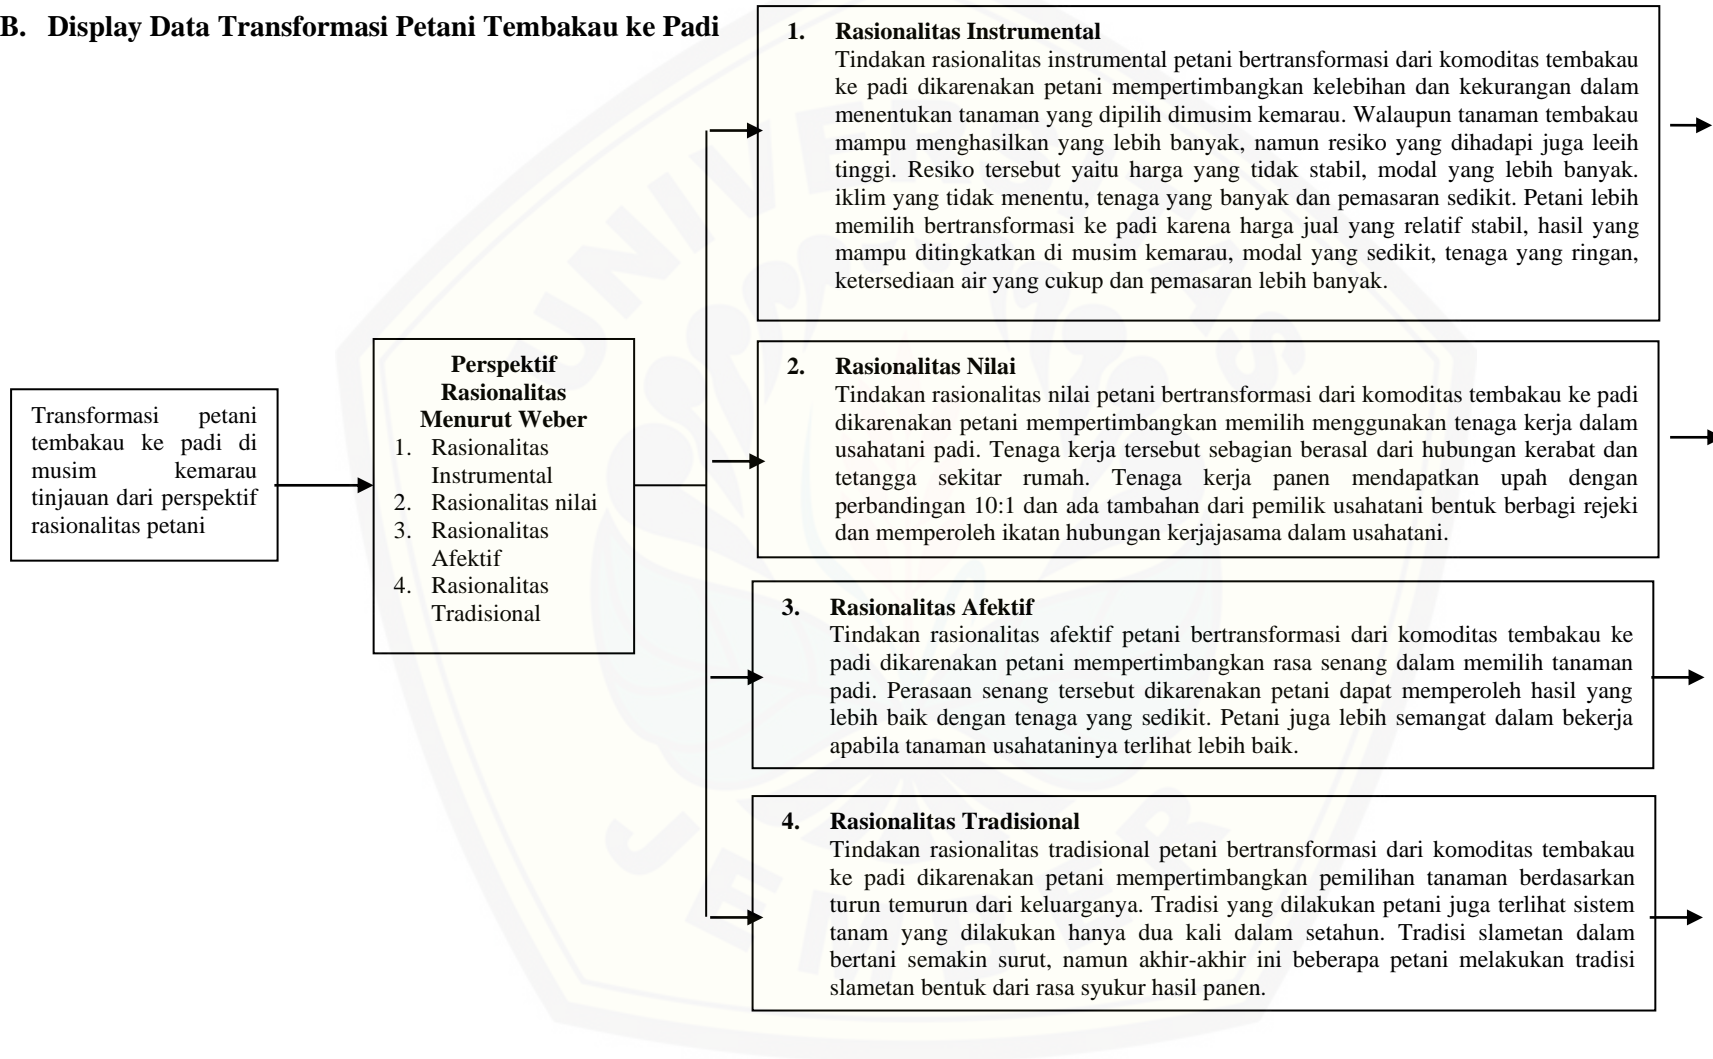 B. Display Data Transformasi Petani Tembakau ke Padi
Transformasi petani
tembakau ke padi di
musim kemarau
tinjauan dari perspektif
rasionalitas petani
Perspektif
Rasionalitas
Menurut Weber
1. Rasionalitas
Instrumental
2. Rasionalitas nilai
3. Rasionalitas
Afektif
4. Rasionalitas
Tradisional
1. Rasionalitas Instrumental
Tindakan rasionalitas instrumental petani bertransformasi dari komoditas tembakau
ke padi dikarenakan petani mempertimbangkan kelebihan dan kekurangan dalam
menentukan tanaman yang dipilih dimusim kemarau. Walaupun tanaman tembakau
mampu menghasilkan yang lebih banyak, namun resiko yang dihadapi juga leeih
tinggi. Resiko tersebut yaitu harga yang tidak stabil, modal yang lebih banyak.
iklim yang tidak menentu, tenaga yang banyak dan pemasaran sedikit. Petani lebih
memilih bertransformasi ke padi karena harga jual yang relatif stabil, hasil yang
mampu ditingkatkan di musim kemarau, modal yang sedikit, tenaga yang ringan,
ketersediaan air yang cukup dan pemasaran lebih banyak.
2. Rasionalitas Nilai
Tindakan rasionalitas nilai petani bertransformasi dari komoditas tembakau ke padi
dikarenakan petani mempertimbangkan memilih menggunakan tenaga kerja dalam
usahatani padi. Tenaga kerja tersebut sebagian berasal dari hubungan kerabat dan
tetangga sekitar rumah. Tenaga kerja panen mendapatkan upah dengan
perbandingan 10:1 dan ada tambahan dari pemilik usahatani bentuk berbagi rejeki
dan memperoleh ikatan hubungan kerjajasama dalam usahatani.
3. Rasionalitas Afektif
Tindakan rasionalitas afektif petani bertransformasi dari komoditas tembakau ke
padi dikarenakan petani mempertimbangkan rasa senang dalam memilih tanaman
padi. Perasaan senang tersebut dikarenakan petani dapat memperoleh hasil yang
lebih baik dengan tenaga yang sedikit. Petani juga lebih semangat dalam bekerja
apabila tanaman usahataninya terlihat lebih baik.
4. Rasionalitas Tradisional
Tindakan rasionalitas tradisional petani bertransformasi dari komoditas tembakau
ke padi dikarenakan petani mempertimbangkan pemilihan tanaman berdasarkan
turun temurun dari keluarganya. Tradisi yang dilakukan petani juga terlihat sistem
tanam yang dilakukan hanya dua kali dalam setahun. Tradisi slametan dalam
bertani semakin surut, namun akhir-akhir ini beberapa petani melakukan tradisi
slametan bentuk dari rasa syukur hasil panen.
UNIVERSITAS
JEMBER